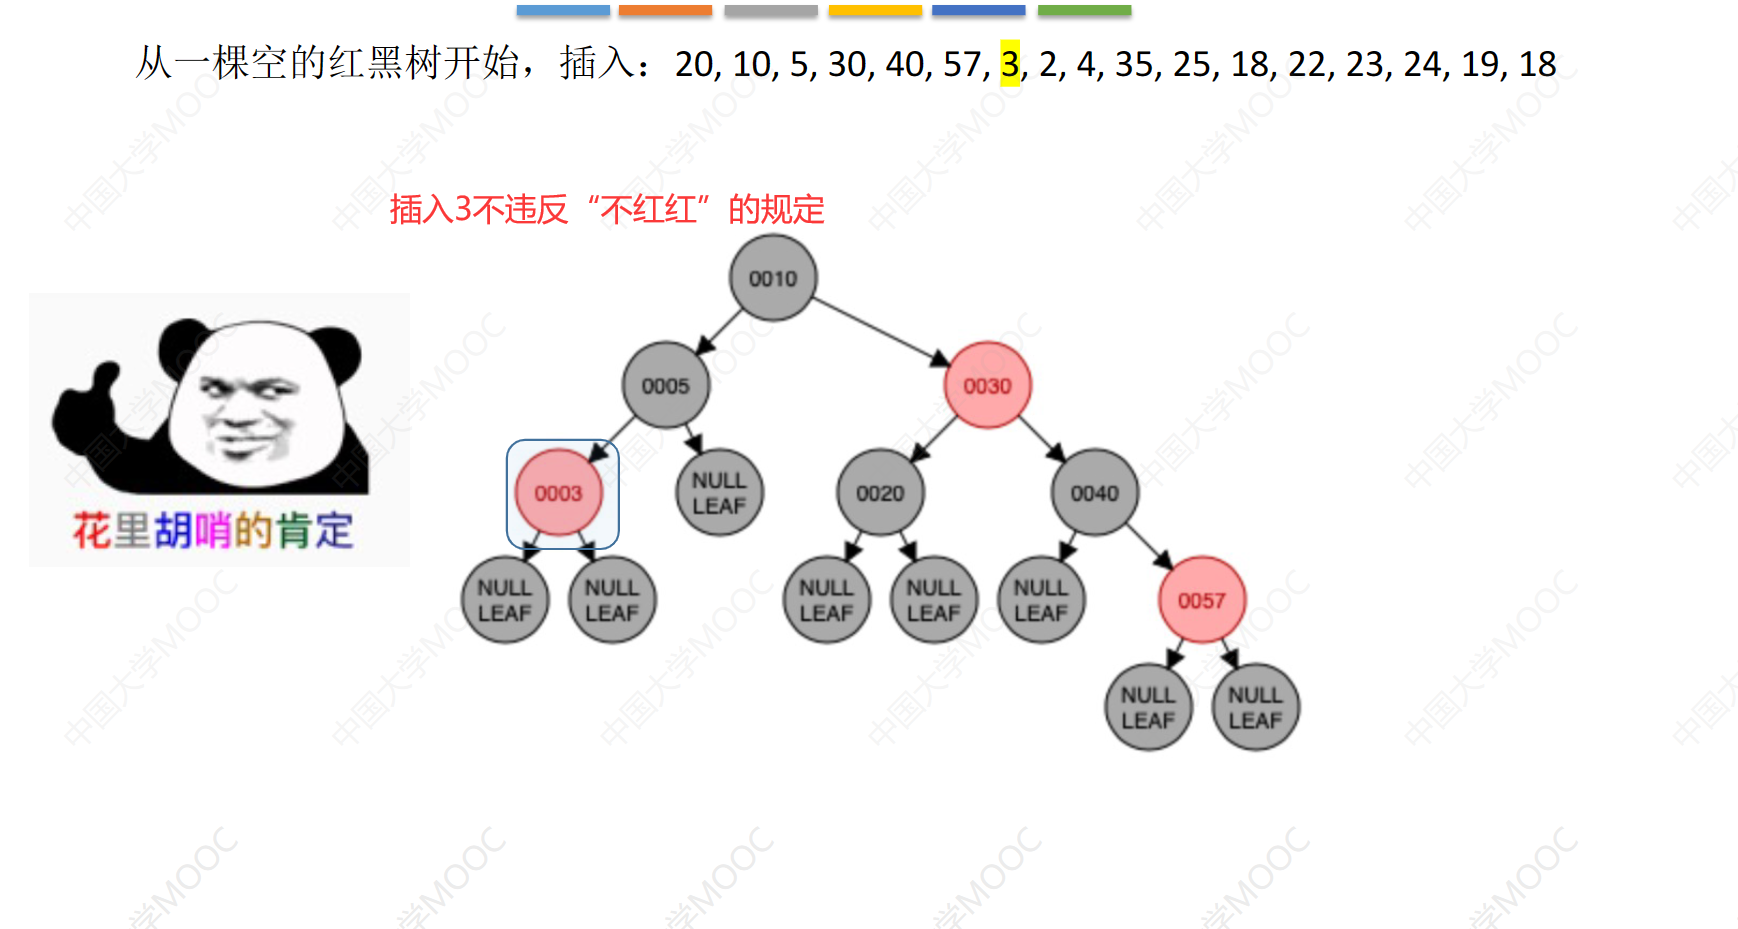 从一棵空的红黑树开始，插入：20, 10, 5, 30, 40, 57, 3, 2, 4, 35, 25, 18, 22, 23, 24, 19, 18
插入3不违反“不红红”的规定
0010
0005
0030
0003
NULL
LEAF
0020
0040
花里胡哨的肯定
NULL
LEAF
NULL
LEAF
NULL
LEAF
NULL
LEAF
NULL
LEAF
0057
NULL
LEAF
NULL
LEAF
中国大学MOOC